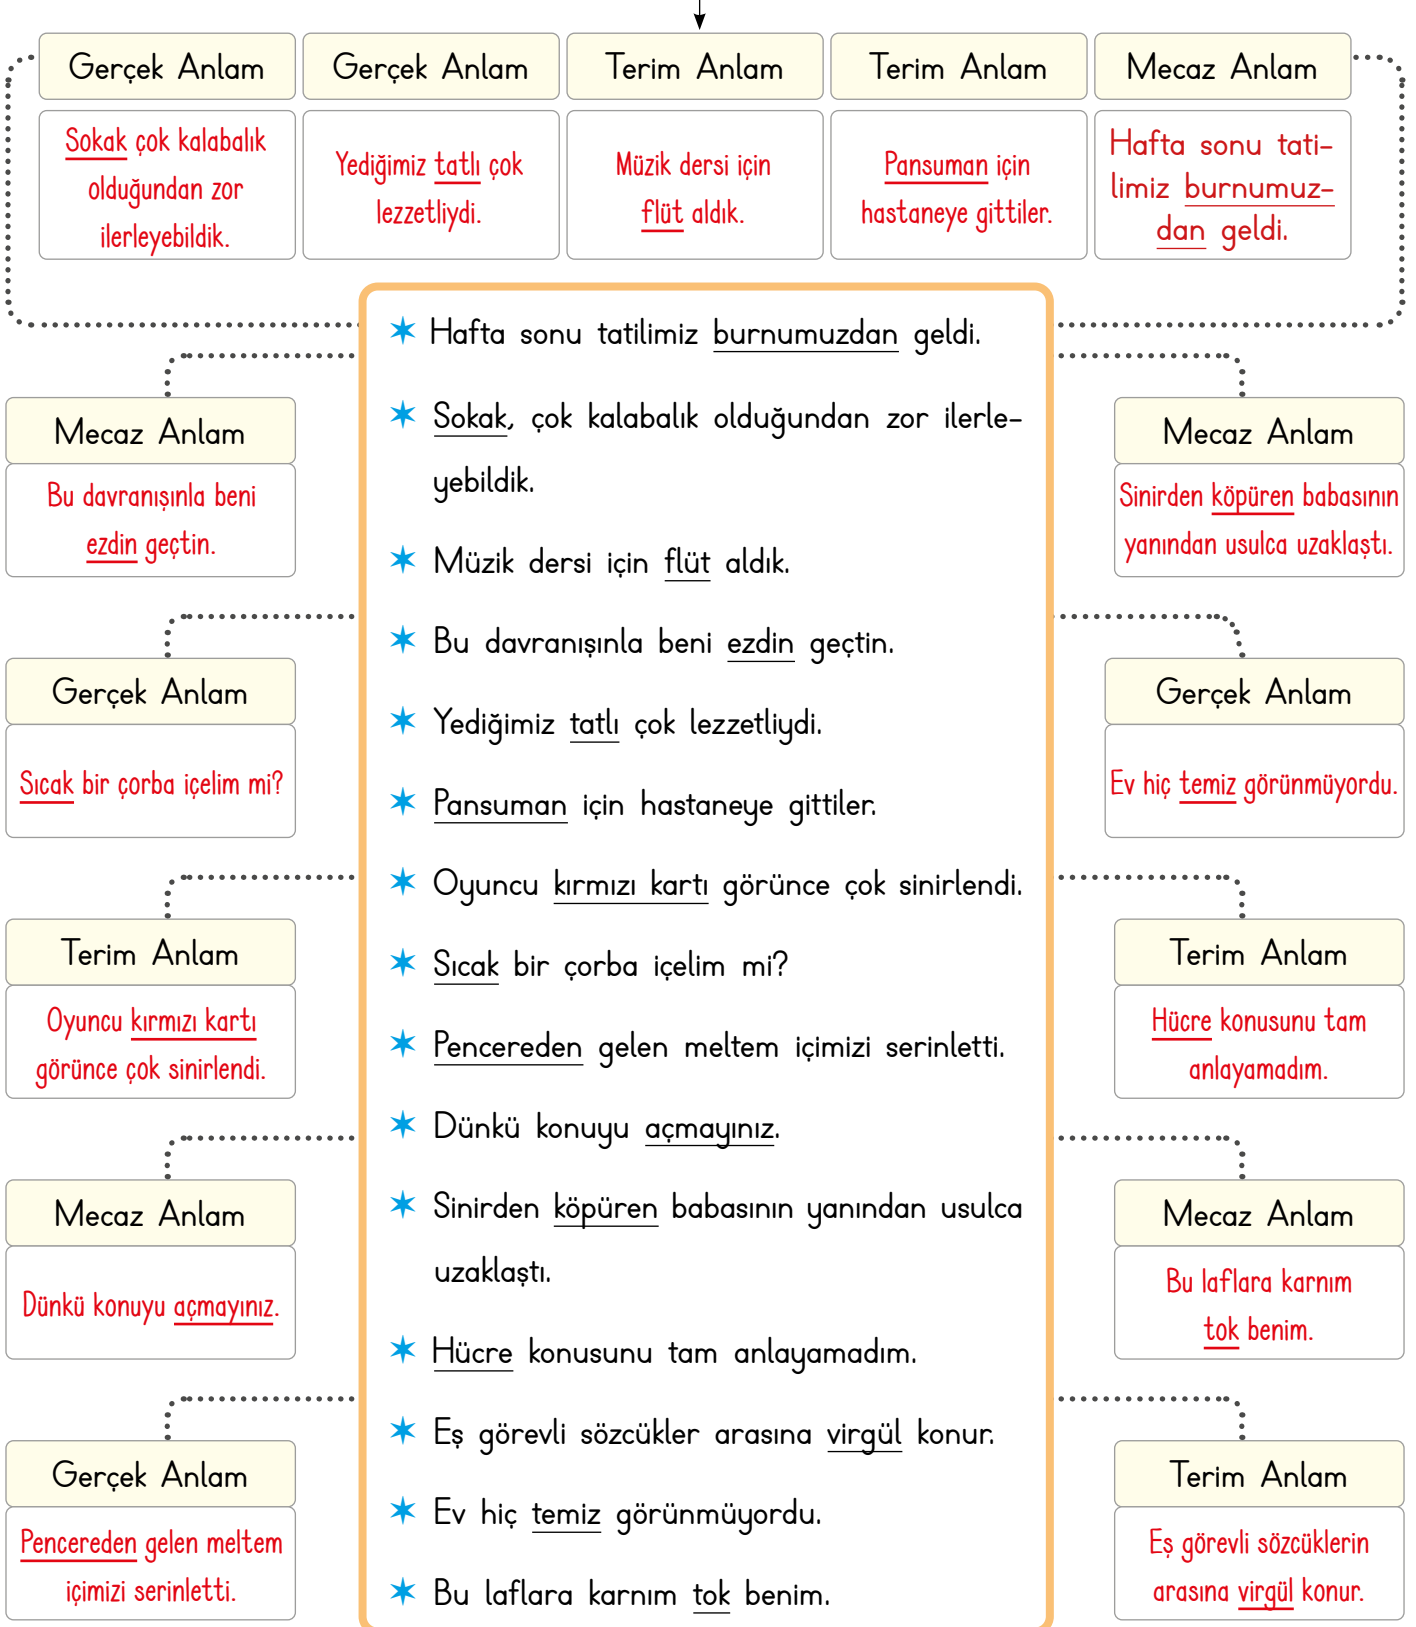 Gerçek Anlam
Gerçek Anlam
Terim Anlam
Terim Anlam
Mecaz Anlam
Sokak çok kalabalık
olduğundan zor
ilerleyebildik.
Yediğimiz tatlı çok
lezzetliydi.
Müzik dersi için
flüt aldık.
Pansuman için
hastaneye gittiler.
Hafta sonu tati-
limiz burnumuz-
dan geldi.
Mecaz Anlam
Bu davranışınla beni
ezdin geçtin.
Gerçek Anlam
Sıcak bir çorba içelim mi?
Terim Anlam
Oyuncu kırmızı kartı
görünce çok sinirlendi.
Mecaz Anlam
Dünkü konuyu açmayınız.
Gerçek Anlam
Pencereden gelen meltem
içimizi serinletti.
Hafta sonu tatilimiz burnumuzdan geldi.
Sokak, çok kalabalık olduğundan zor ilerle-
yebildik.
Müzik dersi için flüt aldık.
Bu davranışınla beni ezdin geçtin.
Yediğimiz tatlı çok lezzetliydi.
Pansuman için hastaneye gittiler.
Oyuncu kırmızı kartı görünce çok sinirlendi.
Sıcak bir çorba içelim mi?
Pencereden gelen meltem içimizi serinletti.
Dünkü konuyu açmayınız.
Sinirden köpüren babasının yanından usulca
uzaklaştı.
Hücre konusunu tam anlayamadım.
Eş görevli sözcükler arasına virgül konur.
Ev hiç temiz görünmüyordu.
Bu laflara karnım tok benim.
Mecaz Anlam
Sinirden köpüren babasının
yanından usulca uzaklaştı.
Gerçek Anlam
Ev hiç temiz görünmüyordu.
Terim Anlam
Hücre konusunu tam
anlayamadım.
Mecaz Anlam
Bu laflara karnım
tok benim.
Terim Anlam
Eş görevli sözcüklerin
arasına virgül konur.